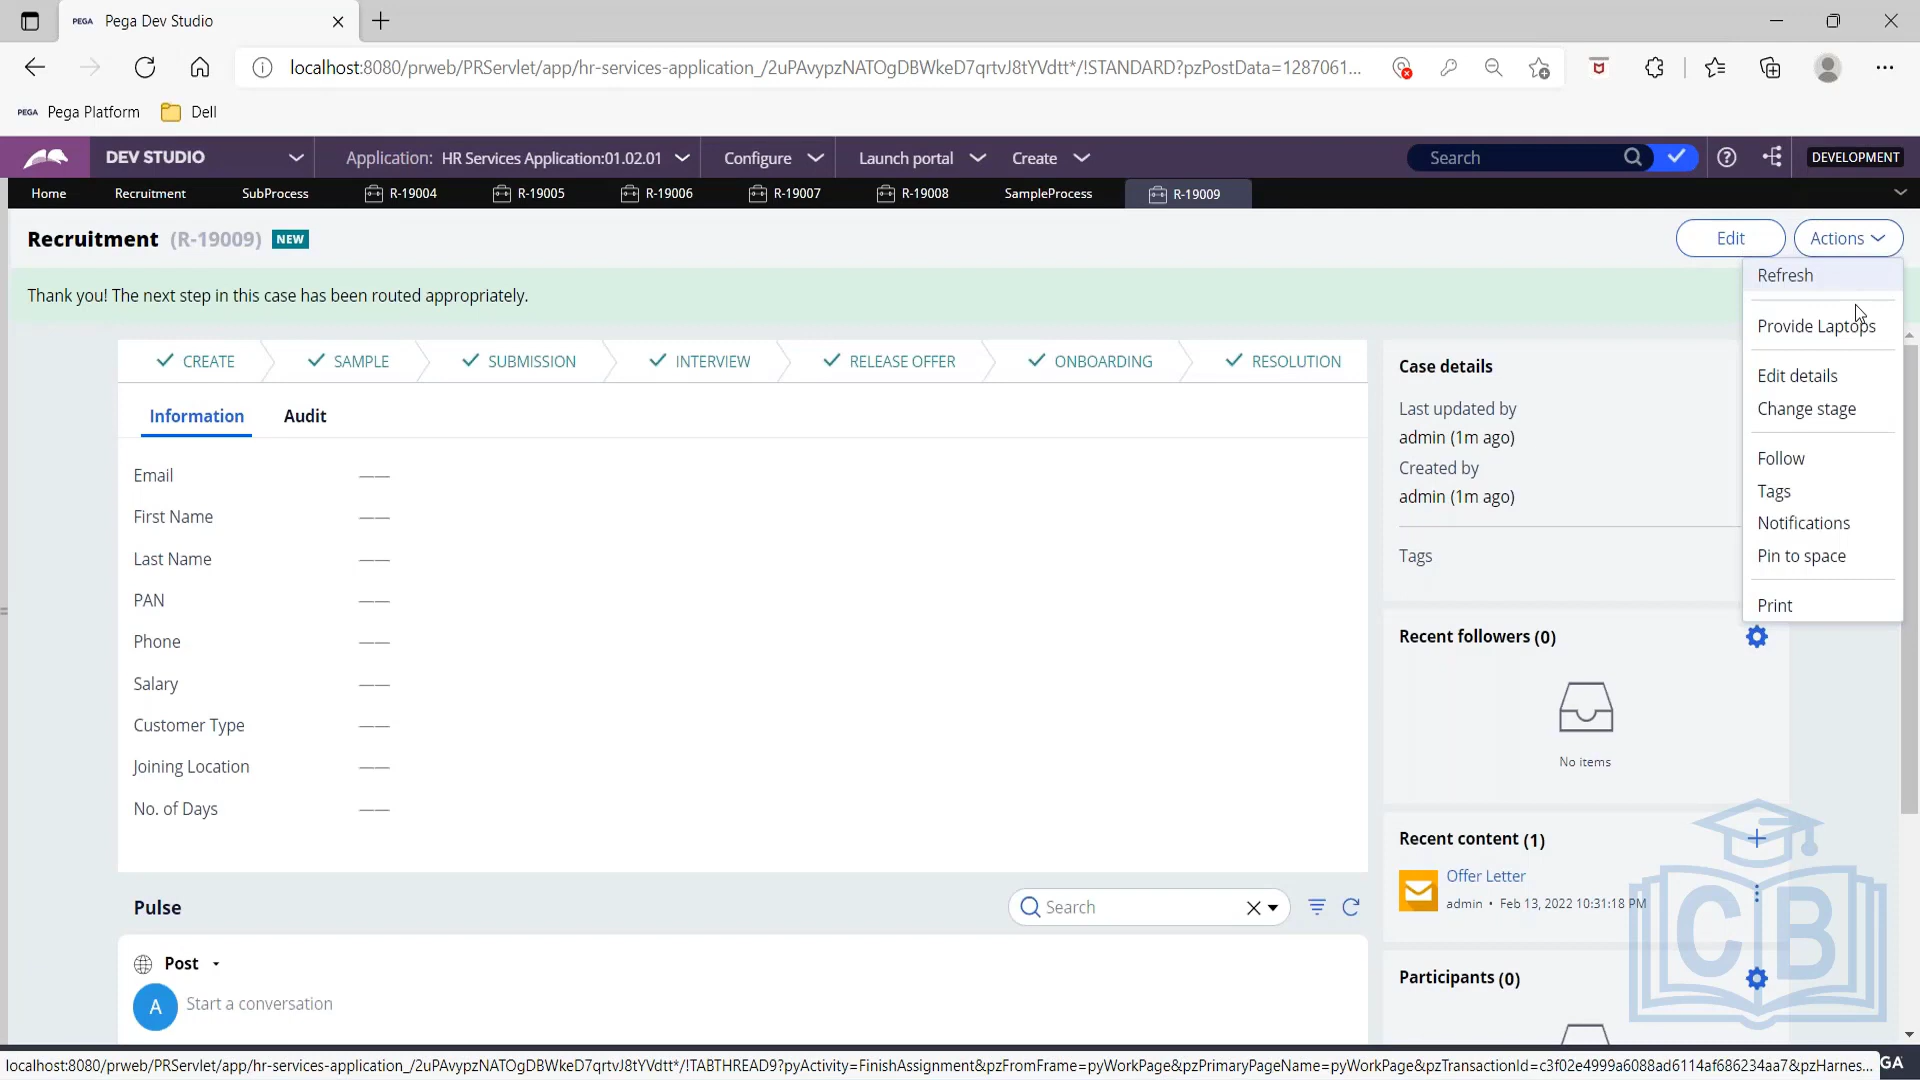 PEGA Pega Dev Studio
localhost:8080/prweb/PRServlet/app/hr-services-application_/2uPAvypzNATOgDBWkeD7qrtvJ8tYVdtt*/!STANDARD?pzPostData=1287061...
PEGA Pega Platform Dell
DEV STUDIO Application: HR Services Application:01.02.01 Configure Launch portal Create Search DEVELOPMENT
Home Recruitment SubProcess R-19004 R-19005 R-19006 R-19007 R-19008 SampleProcess R-19009
Recruitment (R-19009) NEW Edit Actions
Thank you! The next step in this case has been routed appropriately.
Refresh
Provide Laptops
Edit details
Change stage
Follow
Tags
Notifications
Pin to space
Print
CREATE SAMPLE SUBMISSION INTERVIEW RELEASE OFFER ONBOARDING RESOLUTION
Information Audit
Email ——
First Name ——
Last Name ——
PAN ——
Phone ——
Salary ——
Customer Type ——
Joining Location ——
No. of Days ——
Case details
Last updated by
admin (1m ago)
Created by
admin (1m ago)
Tags
Recent followers (0)
No items
Recent content (1)
Offer Letter
admin • Feb 13, 2022 10:31:18 PM
Participants (0)
Pulse Search
Post
A Start a conversation
CB
localhost:8080/prweb/PRServlet/app/hr-services-application_/2uPAvypzNATOgDBWkeD7qrtvJ8tYVdtt*/!TABTHREAD9?pyActivity=FinishAssignment&pzFromFrame=pyWorkPage&pzPrimaryPageName=pyWorkPage&pzTransactionId=c3f02e4999a6088ad6114af686234aa7&pzHarnes... GA